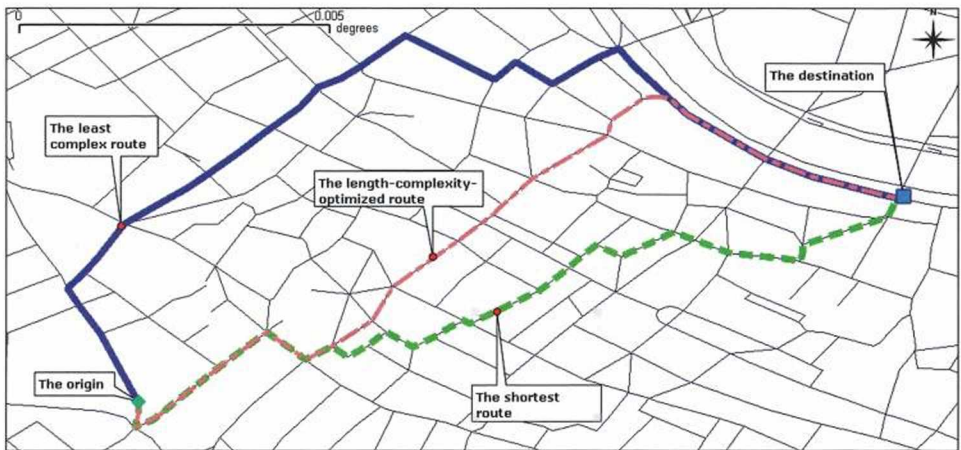 0
0.005
degrees
N
The destination
The least
complex route
The length-complexity-
optimized route
The origin
The shortest
route